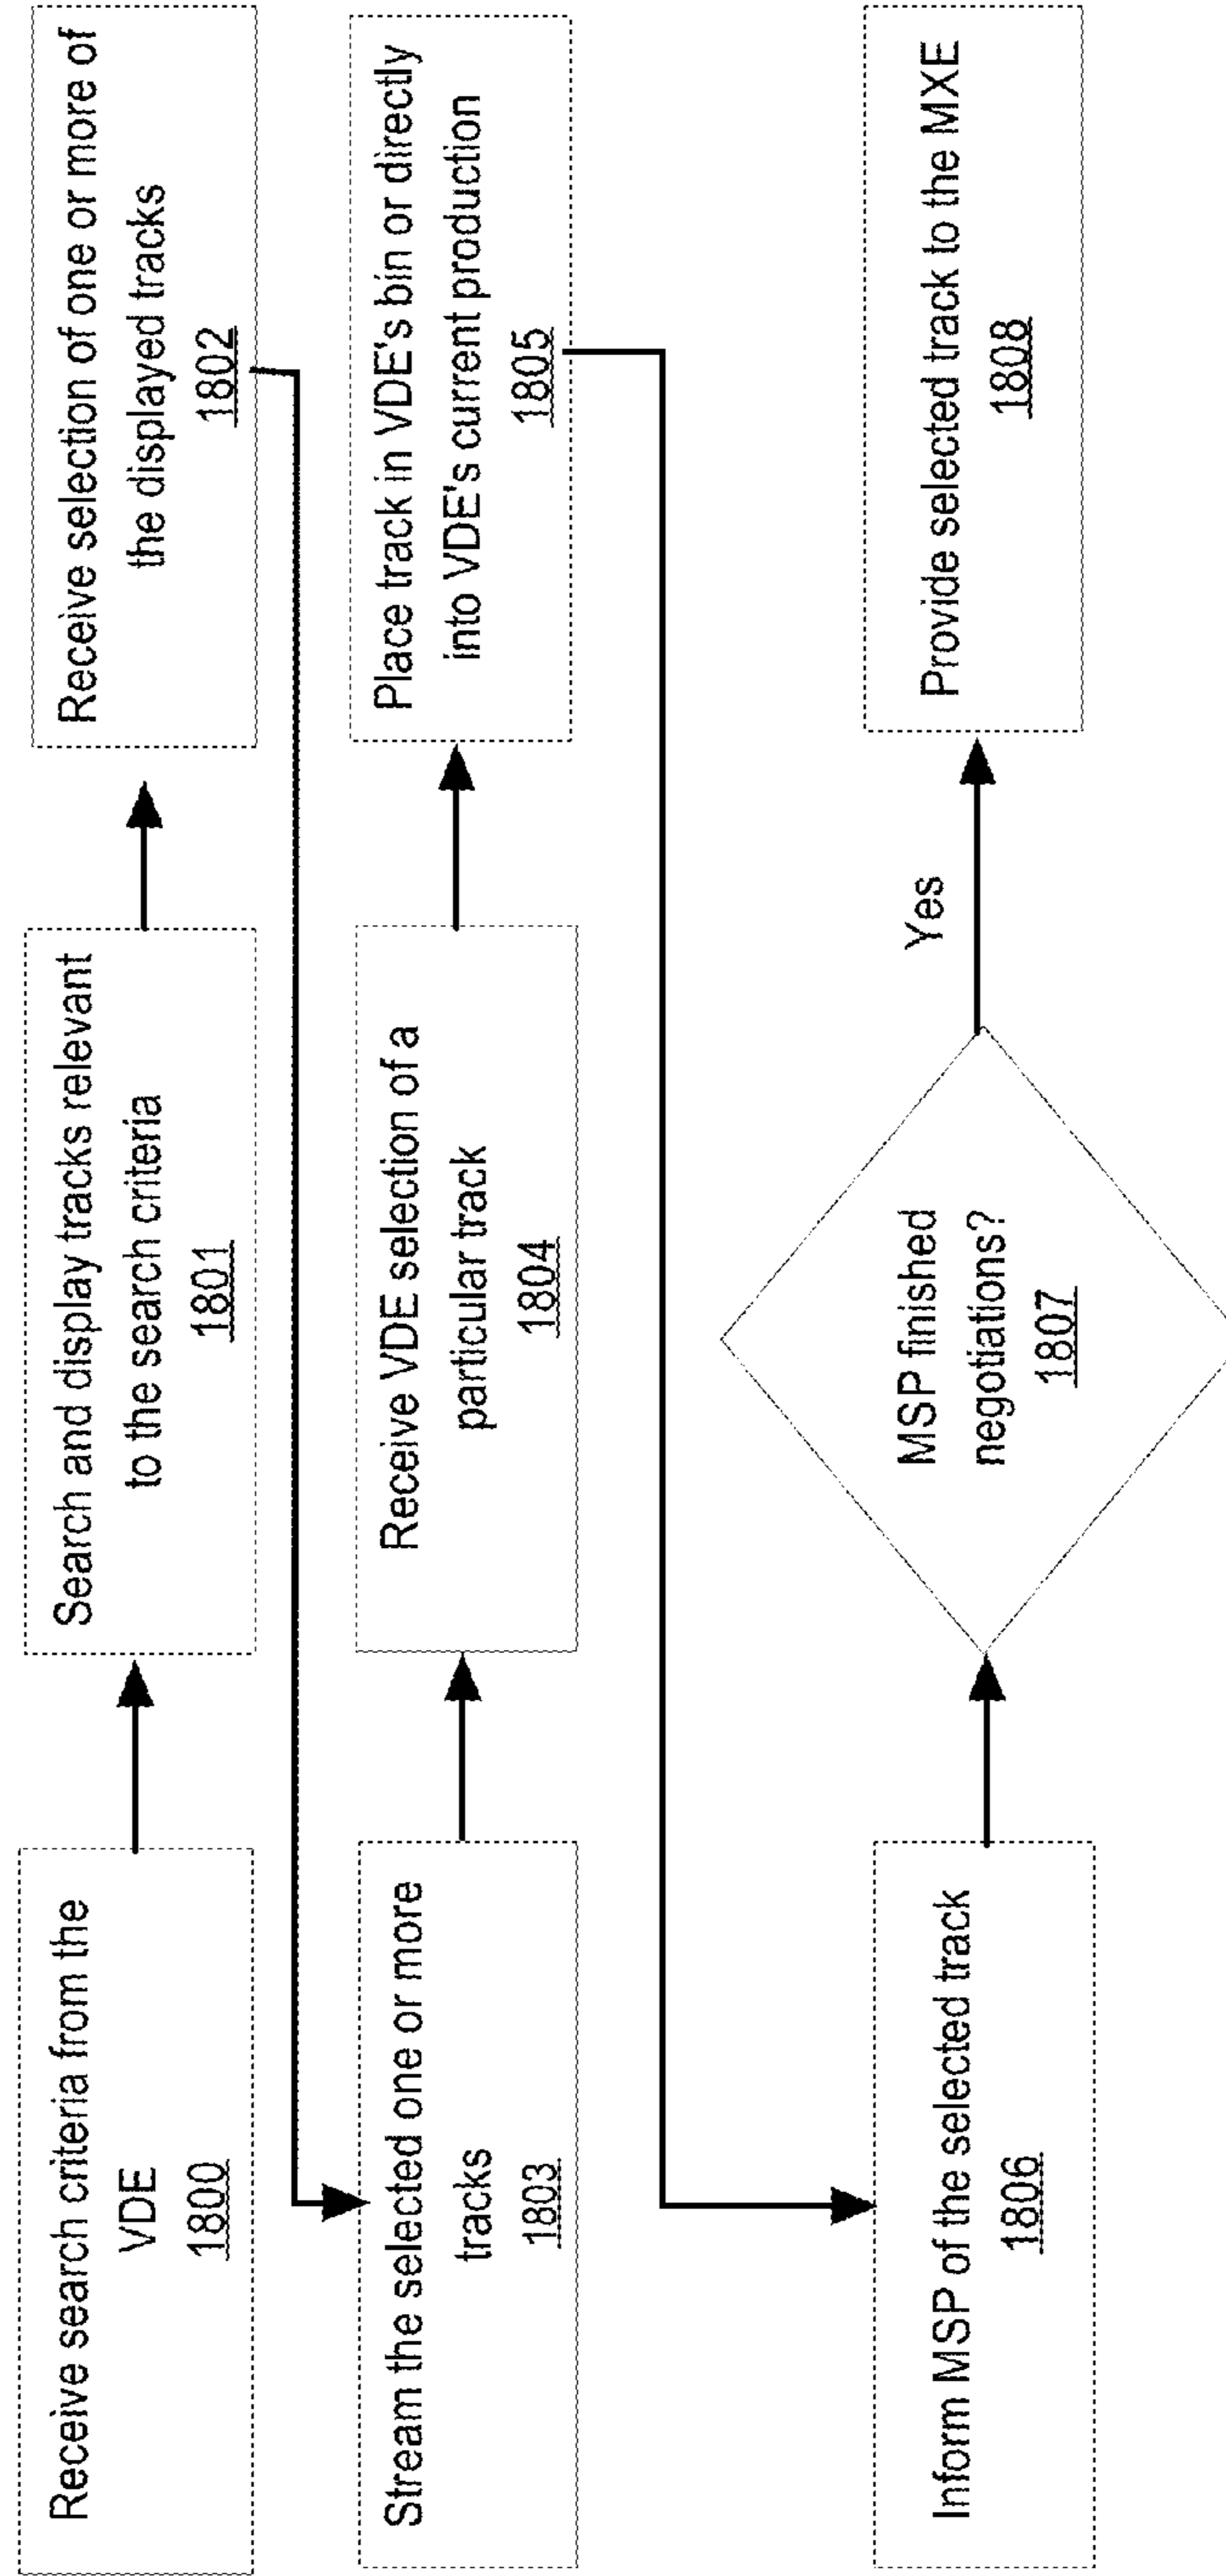 Receive search criteria from the
VDE
1800
Search and display tracks relevant
to the search criteria
1801
Receive selection of one or more of
the displayed tracks
1802
Stream the selected one or more
tracks
1803
Receive VDE selection of a
particular track
1804
Place track in VDE's bin or directly
into VDE's current production
1805
Inform MSP of the selected track
1806
MSP finished
negotiations?
1807
Yes
Provide selected track to the MXE
1808